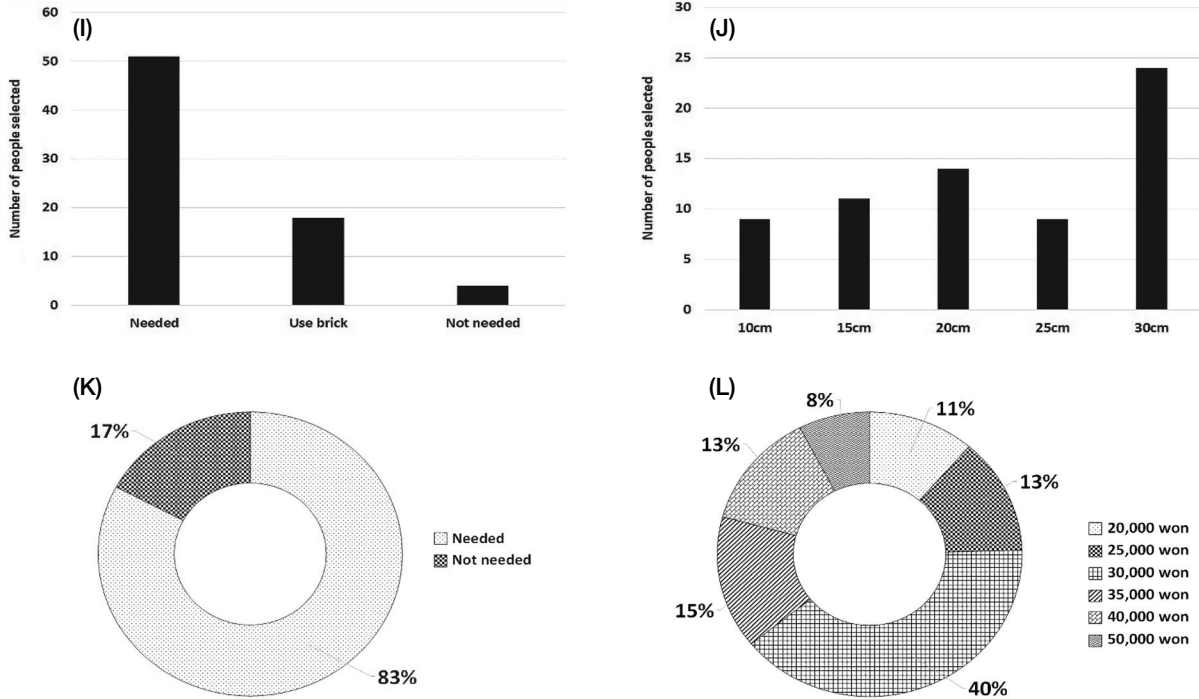 (I)
60
50
40
30
20
10
0
Number of people selected
Needed
Use brick
Not needed
(J)
30
25
20
15
10
5
0
Number of people selected
10cm
15cm
20cm
25cm
30cm
(K)
17%
83%
Needed
Not needed
(L)
8%
11%
13%
13%
15%
40%
20,000 won
25,000 won
30,000 won
35,000 won
40,000 won
50,000 won